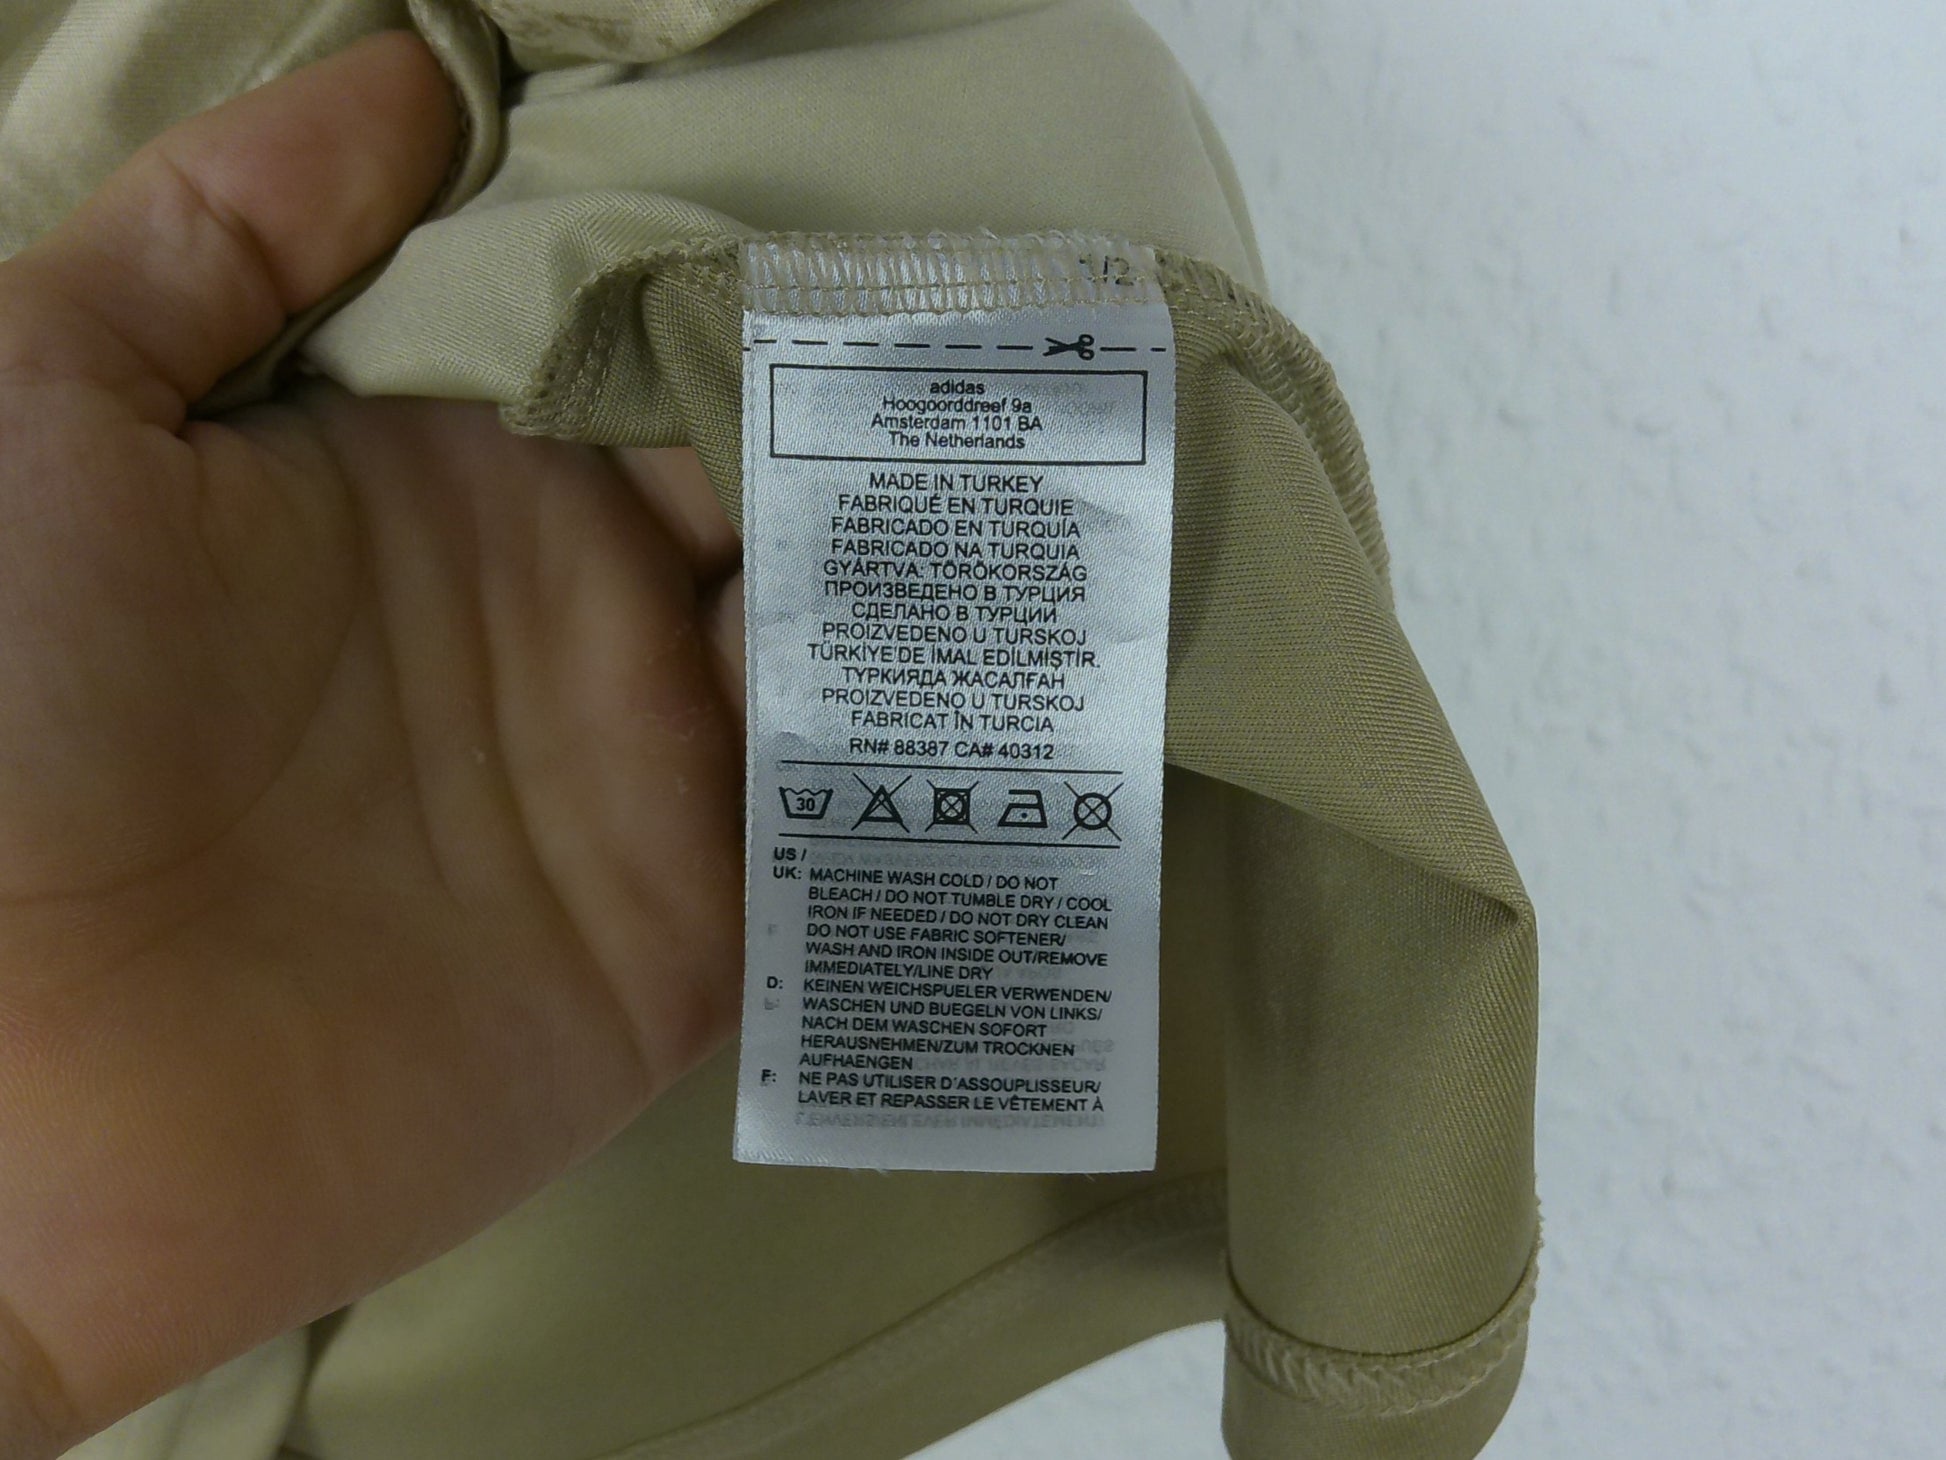 1/2
adidas
Hoogoorddreef 9a
Amsterdam 1101 BA
The Netherlands
MADE IN TURKEY
FABRIQUÉ EN TURQUIE
FABRICADO EN TURQUÍA
FABRICADO NA TURQUIA
GYÁRTVA: TÖRÖKORSZÁG
ПРОИЗВЕДЕНО В ТУРЦИЯ
СДЕЛАНО В ТУРЦИИ
PROIZVEDENO U TURSKOJ
TÜRKİYE'DE İMAL EDİLMİŞTİR.
ТҮРКИЯДА ЖАСАЛҒАН
PROIZVEDENO U TURSKOJ
FABRICAT ÎN TURCIA
RN# 88387 CA# 40312
30
US /
UK: MACHINE WASH COLD / DO NOT
BLEACH / DO NOT TUMBLE DRY / COOL
IRON IF NEEDED / DO NOT DRY CLEAN
DO NOT USE FABRIC SOFTENER/
WASH AND IRON INSIDE OUT/REMOVE
IMMEDIATELY/LINE DRY
D: KEINEN WEICHSPUELER VERWENDEN/
WASCHEN UND BUEGELN VON LINKS/
NACH DEM WASCHEN SOFORT
HERAUSNEHMEN/ZUM TROCKNEN
AUFHAENGEN
F: NE PAS UTILISER D'ASSOUPLISSEUR/
LAVER ET REPASSER LE VÊTEMENT À